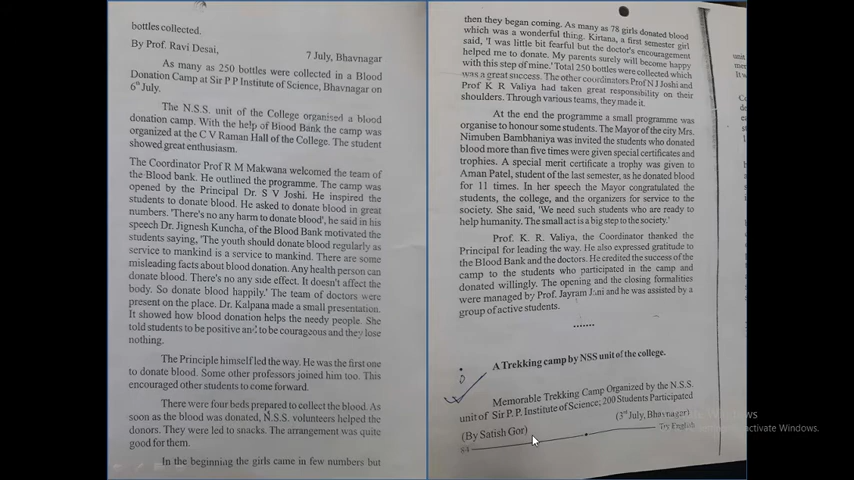 bottles collected.
By Prof. Ravi Desai,
7 July, Bhavnagar
As many as 250 bottles were collected in a Blood
Donation Camp at Sir P P Institute of Science, Bhavnagar on
6th July.
The N.S.S. unit of the College organised a blood
donation camp. With the help of Blood Bank the camp was
organized at the C V Raman Hall of the College. The student
showed great enthusiasm.
The Coordinator Prof R M Makwana welcomed the team of
the Blood bank. He outlined the programme. The camp was
opened by the Principal Dr. S V Joshi. He inspired the
students to donate blood. He asked to donate blood in great
numbers. 'There's no any harm to donate blood', he said in his
speech Dr. Jignesh Kuncha, of the Blood Bank motivated the
students saying, 'The youth should donate blood regularly as
service to mankind is a service to mankind. There are some
misleading facts about blood donation. Any health person can
donate blood. There's no any side effect. It doesn't affect the
body. So donate blood happily.' The team of doctors were
present on the place. Dr. Kalpana made a small presentation.
It showed how blood donation helps the needy people. She
told students to be positive and to be courageous and they lose
nothing.
The Principle himself led the way. He was the first one
to donate blood. Some other professors joined him too. This
encouraged other students to come forward.
There were four beds prepared to collect the blood. As
soon as the blood was donated, N.S.S. volunteers helped the
donors. They were led to snacks. The arrangement was quite
good for them.
In the beginning the girls came in few numbers but
then they began coming. As many as 78 girls donated blood
which was a wonderful thing. Kirtana, a first semester girl
said, 'I was little bit fearful but the doctor's encouragement
helped me to donate. My parents surely will become happy
with this step of mine.' Total 250 bottles were collected which
was a great success. The other coordinators Prof N J Joshi and
Prof K R Valiya had taken great responsibility on their
shoulders. Through various teams, they made it.
At the end the programme a small programme was
organise to honour some students. The Mayor of the city Mrs.
Nimuben Bambhaniya was invited the students who donated
blood more than five times were given special certificates and
trophies. A special merit certificate a trophy was given to
Aman Patel, student of the last semester, as he donated blood
for 11 times. In her speech the Mayor congratulated the
students, the college, and the organizers for service to the
society. She said, 'We need such students who are ready to
help humanity. The small act is a big step to the society.'
Prof. K. R. Valiya, the Coordinator thanked the
Principal for leading the way. He also expressed gratitude to
the Blood Bank and the doctors. He credited the success of the
camp to the students who participated in the camp and
donated willingly. The opening and the closing formalities
were managed by Prof. Jayram Jani and he was assisted by a
group of active students.
.......
A Trekking camp by NSS unit of the college.
Memorable Trekking Camp Organized by the N.S.S.
unit of Sir P. P. Institute of Science; 200 Students Participated
(3rd July, Bhavnagar)
(By Satish Gor)
84
Try English